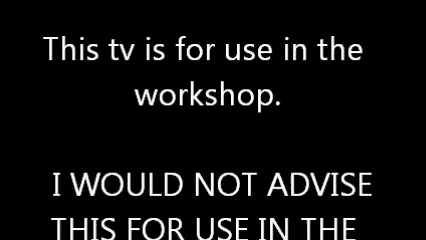 This tv is for use in the
workshop.
I WOULD NOT ADVISE
THIS FOR USE IN THE